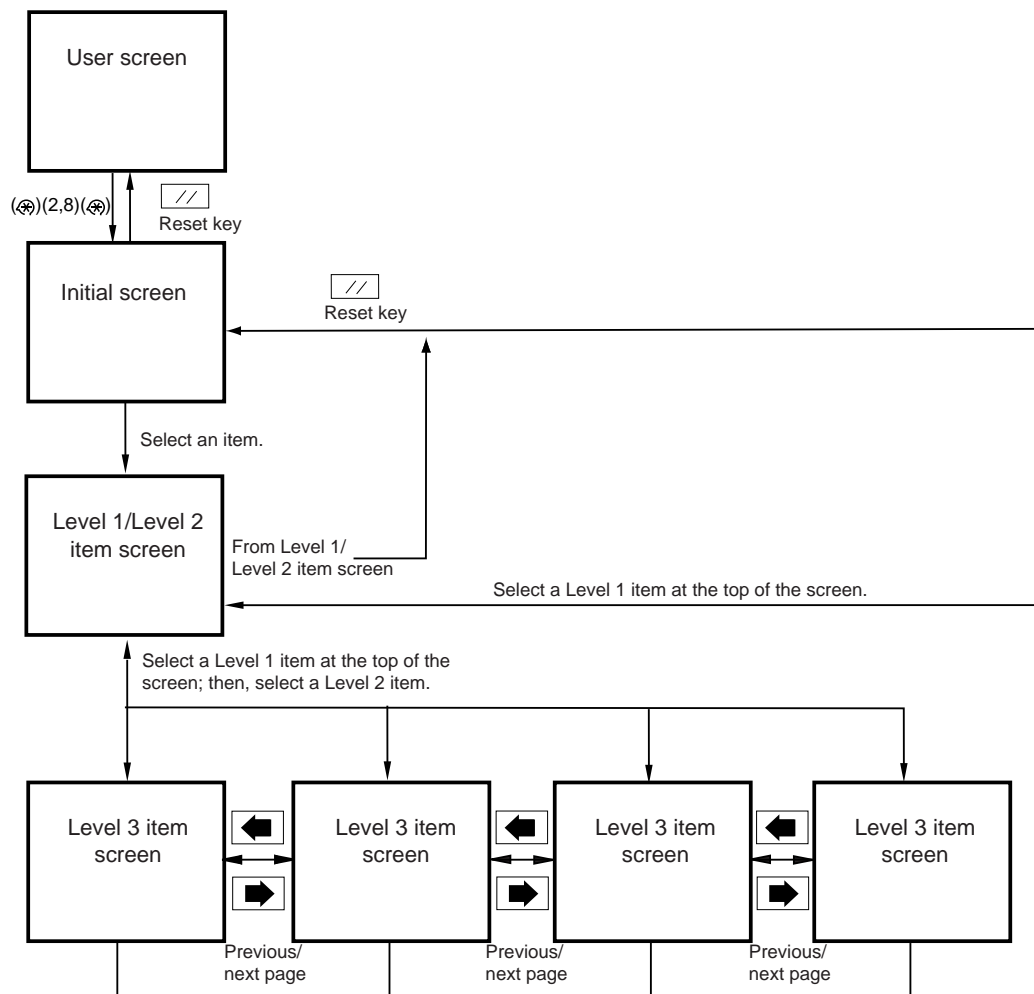 User screen
(✽)(2,8)(✽)
Reset key
Initial screen
Reset key
Select an item.
Level 1/Level 2
item screen
From Level 1/
Level 2 item screen
Select a Level 1 item at the top of the screen.
Select a Level 1 item at the top of the
screen; then, select a Level 2 item.
Level 3 item
screen
Level 3 item
screen
Level 3 item
screen
Level 3 item
screen
Previous/
next page
Previous/
next page
Previous/
next page